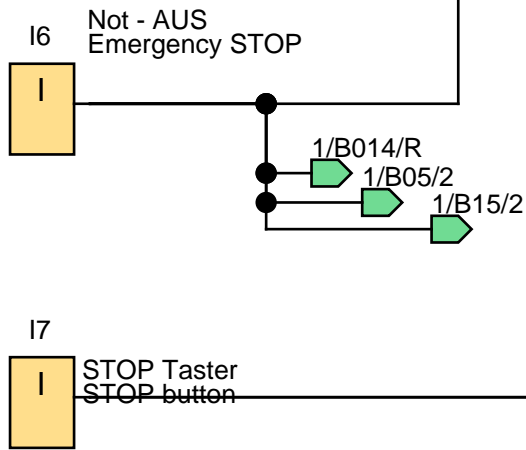 I6
Not - AUS
Emergency STOP
I
1/B014/R
1/B05/2
1/B15/2
I7
STOP Taster
STOP button
I